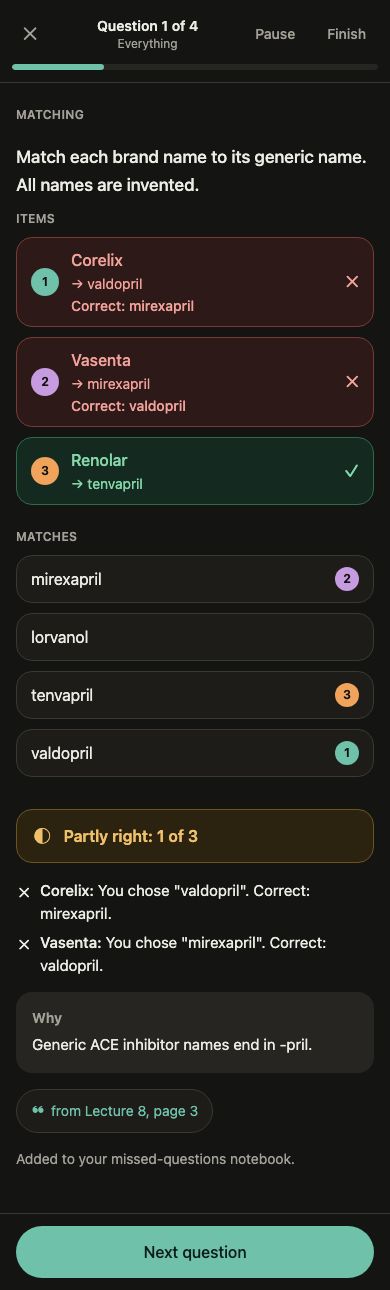 Question 1 of 4
Everything
Pause
Finish
MATCHING
Match each brand name to its generic name.
All names are invented.
ITEMS
1
Corelix
→ valdopril
Correct: mirexapril
2
Vasenta
→ mirexapril
Correct: valdopril
3
Renolar
→ tenvapril
MATCHES
mirexapril 2
lorvanol
tenvapril 3
valdopril 1
Partly right: 1 of 3
Corelix: You chose "valdopril". Correct:
mirexapril.
Vasenta: You chose "mirexapril". Correct:
valdopril.
Why
Generic ACE inhibitor names end in -pril.
from Lecture 8, page 3
Added to your missed-questions notebook.
Next question